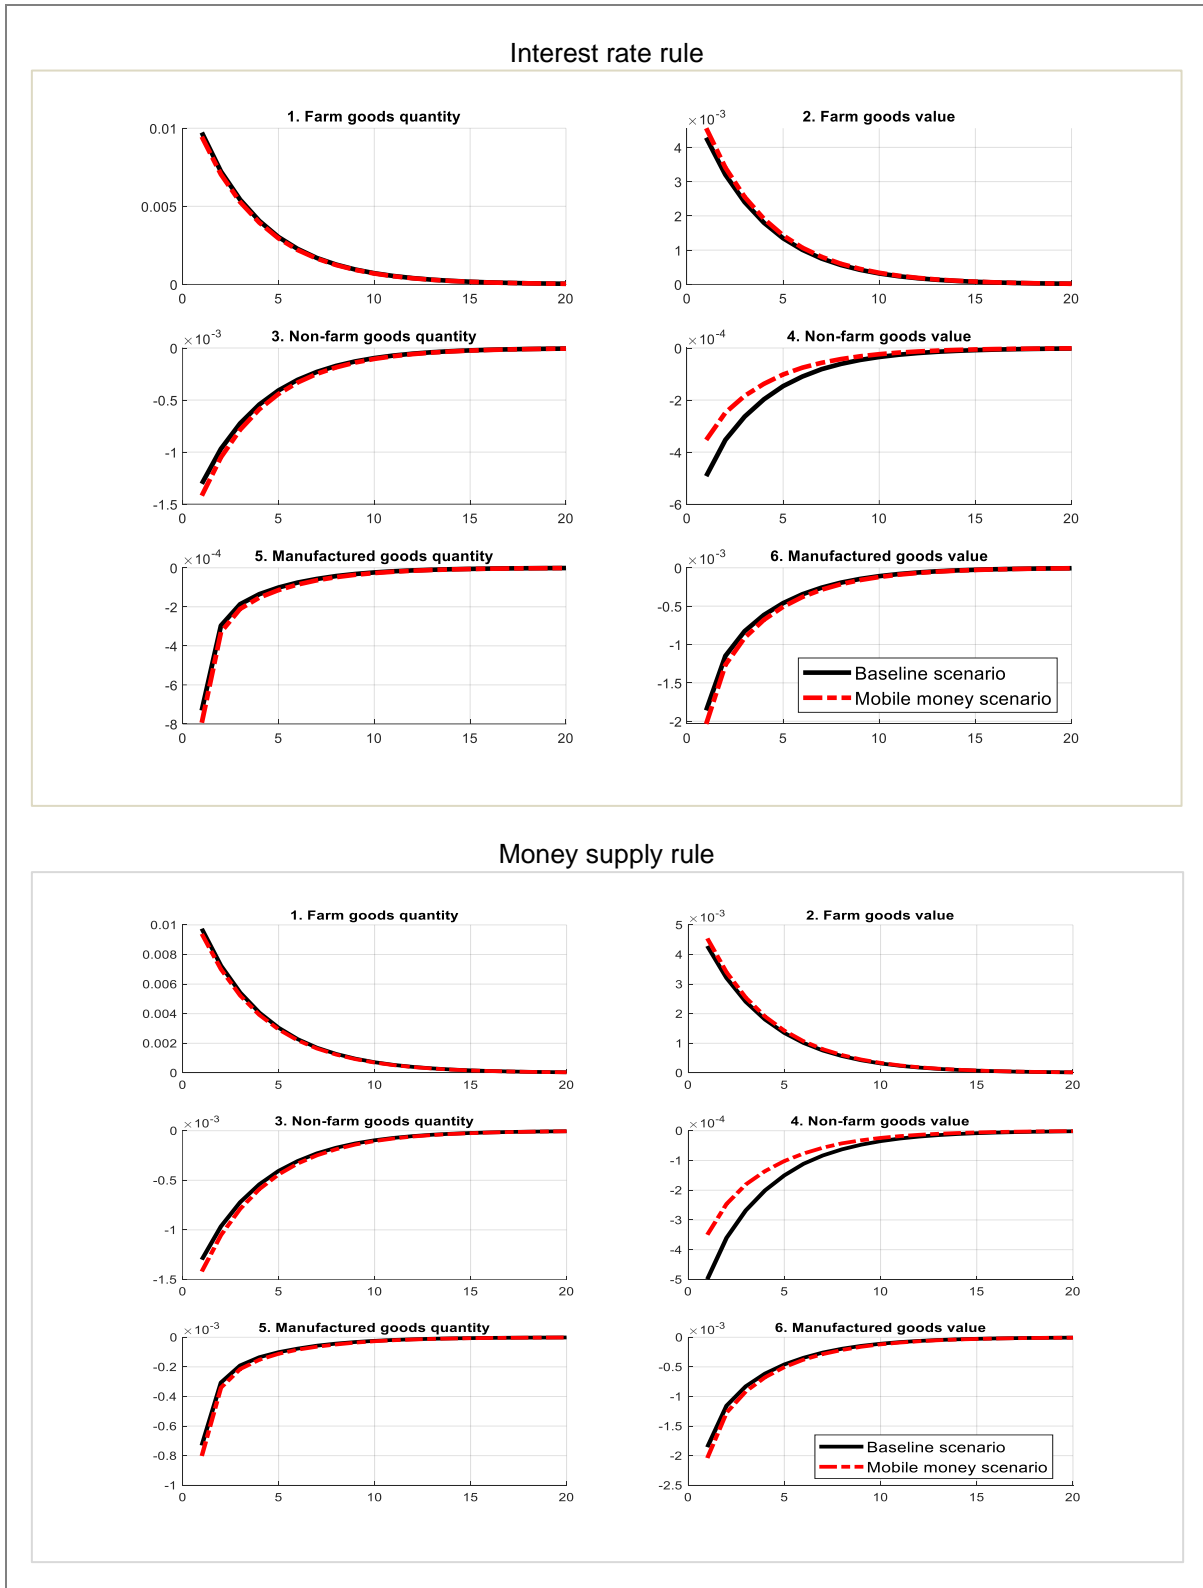 Interest rate rule
1. Farm goods quantity
0.01
0.005
0
0 5 10 15 20
2. Farm goods value
×10-3
4
3
2
1
0
0 5 10 15 20
3. Non-farm goods quantity
×10-3
0
-0.5
-1
-1.5
0 5 10 15 20
4. Non-farm goods value
×10-4
0
-2
-4
-6
0 5 10 15 20
5. Manufactured goods quantity
×10-4
0
-2
-4
-6
-8
0 5 10 15 20
6. Manufactured goods value
×10-3
0
-0.5
-1
-1.5
-2
0 5 10 15 20
Baseline scenario
Mobile money scenario
Money supply rule
1. Farm goods quantity
0.01
0.008
0.006
0.004
0.002
0
0 5 10 15 20
2. Farm goods value
×10-3
5
4
3
2
1
0
0 5 10 15 20
3. Non-farm goods quantity
×10-3
0
-0.5
-1
-1.5
0 5 10 15 20
4. Non-farm goods value
×10-4
0
-1
-2
-3
-4
-5
0 5 10 15 20
5. Manufactured goods quantity
×10-3
0
-0.2
-0.4
-0.6
-0.8
-1
0 5 10 15 20
6. Manufactured goods value
×10-3
0
-0.5
-1
-1.5
-2
-2.5
0 5 10 15 20
Baseline scenario
Mobile money scenario